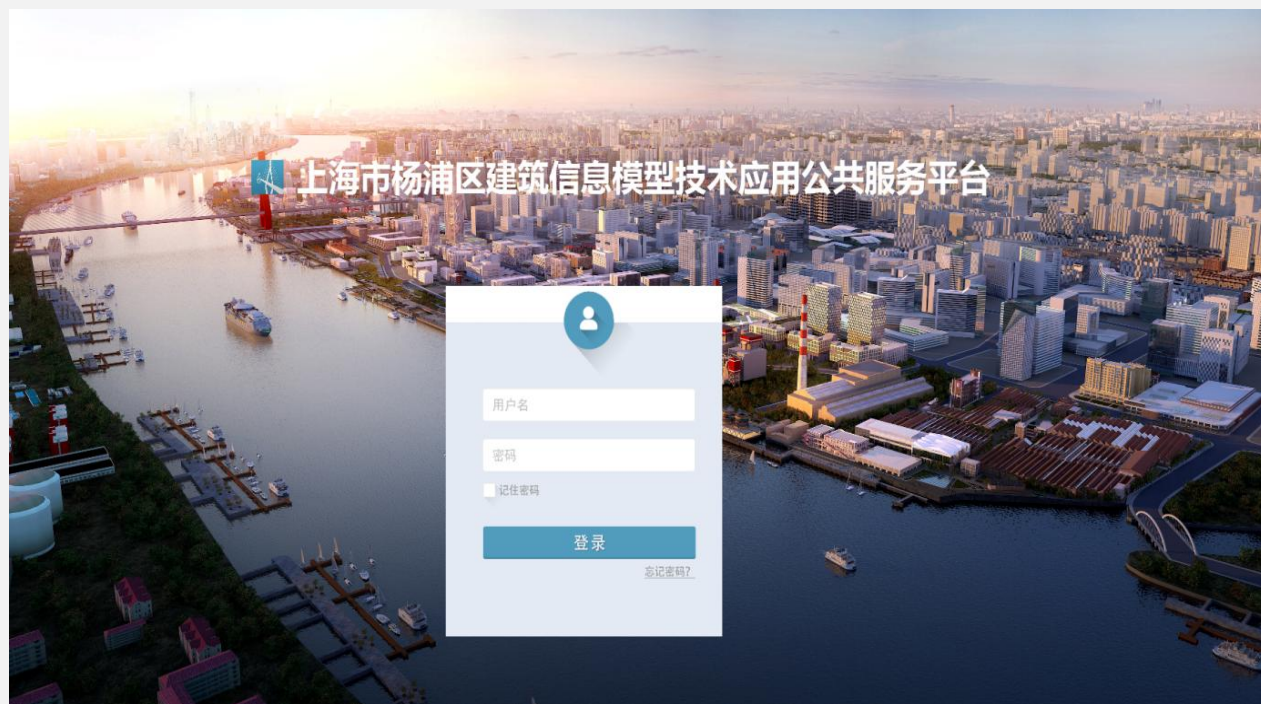 上海市杨浦区建筑信息模型技术应用公共服务平台
用户名
密码
记住密码
登录
忘记密码?